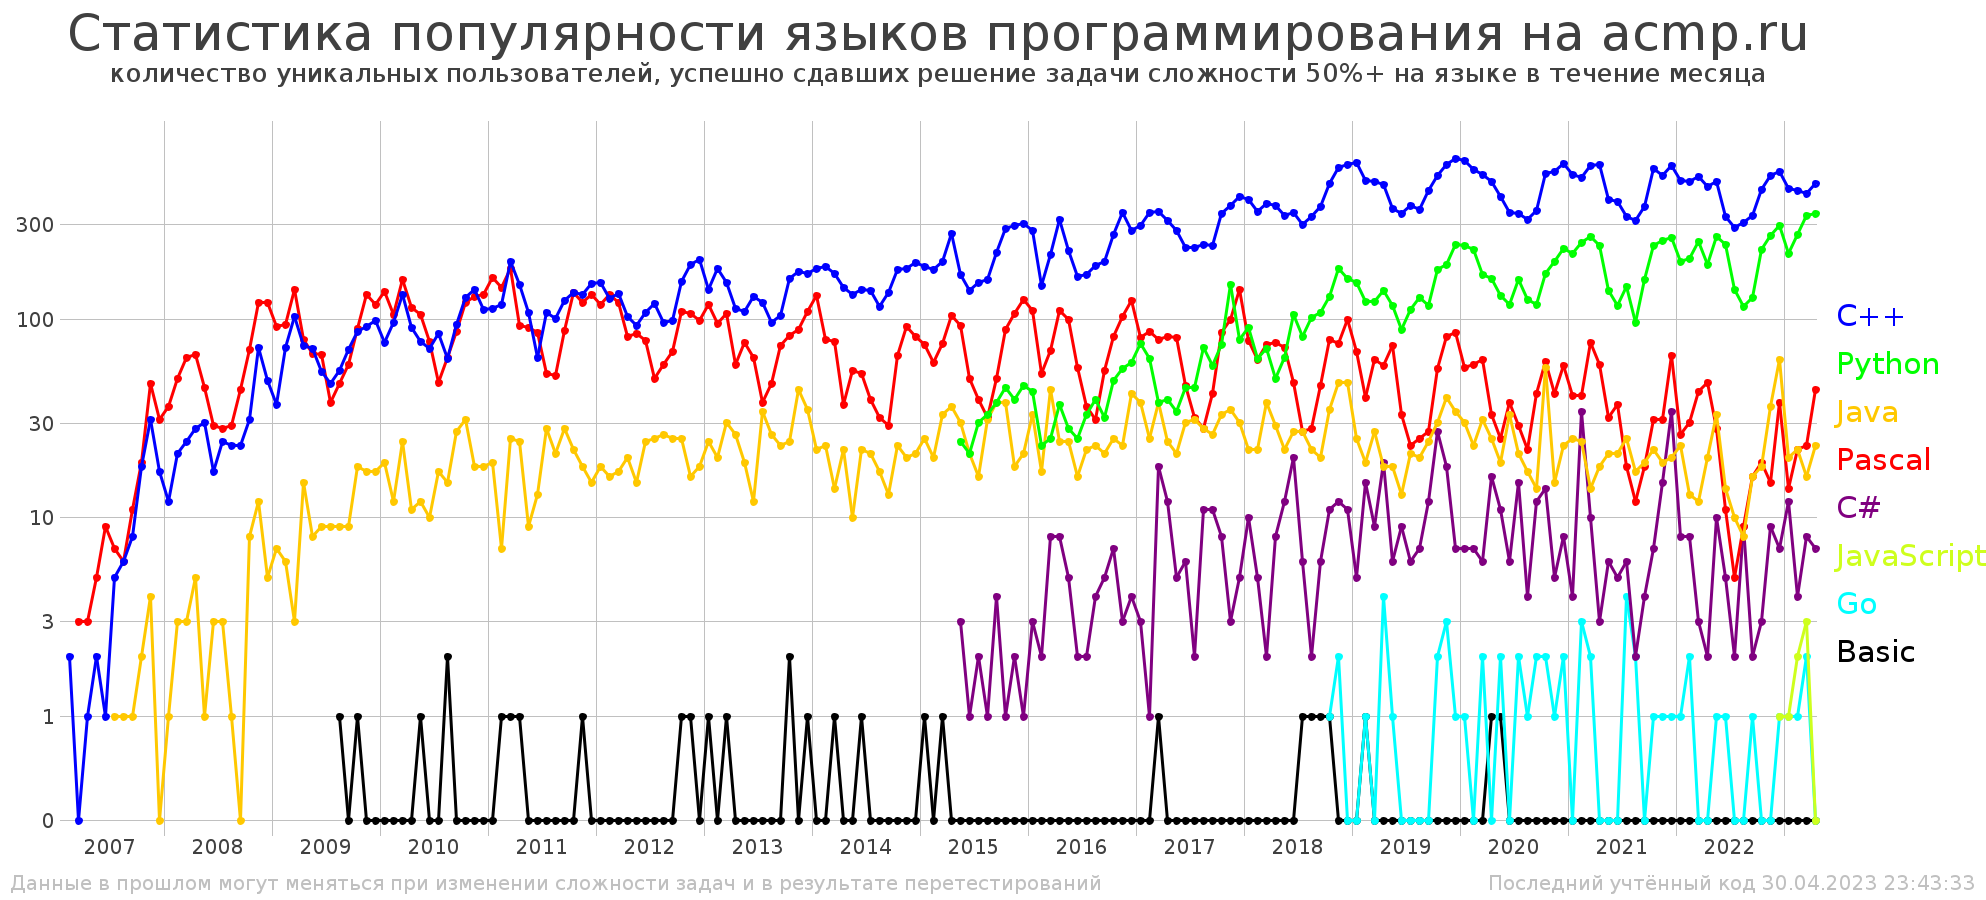 Статистика популярности языков программирования на acmp.ru
количество уникальных пользователей, успешно сдавших решение задачи сложности 50%+ на языке в течение месяца
300
100
30
10
3
1
0
C++
Python
Java
Pascal
C#
JavaScript
Go
Basic
2007 2008 2009 2010 2011 2012 2013 2014 2015 2016 2017 2018 2019 2020 2021 2022
Данные в прошлом могут меняться при изменении сложности задач и в результате перетестирований
Последний учтённый код 30.04.2023 23:43:33